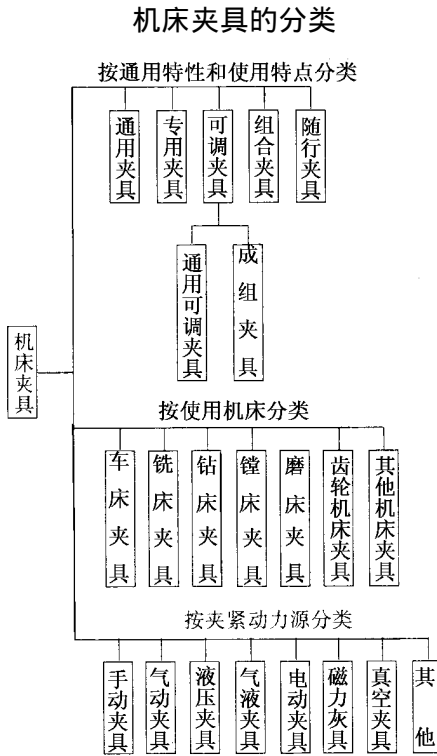 机床夹具的分类
按通用特性和使用特点分类
通用夹具
专用夹具
可调夹具
组合夹具
随行夹具
通用可调夹具
成组夹具
机床夹具
按使用机床分类
车床夹具
铣床夹具
钻床夹具
镗床夹具
磨床夹具
齿轮机床夹具
其他机床夹具
按夹紧动力源分类
手动夹具
气动夹具
液压夹具
气液夹具
电动夹具
磁力灰具
真空夹具
其他